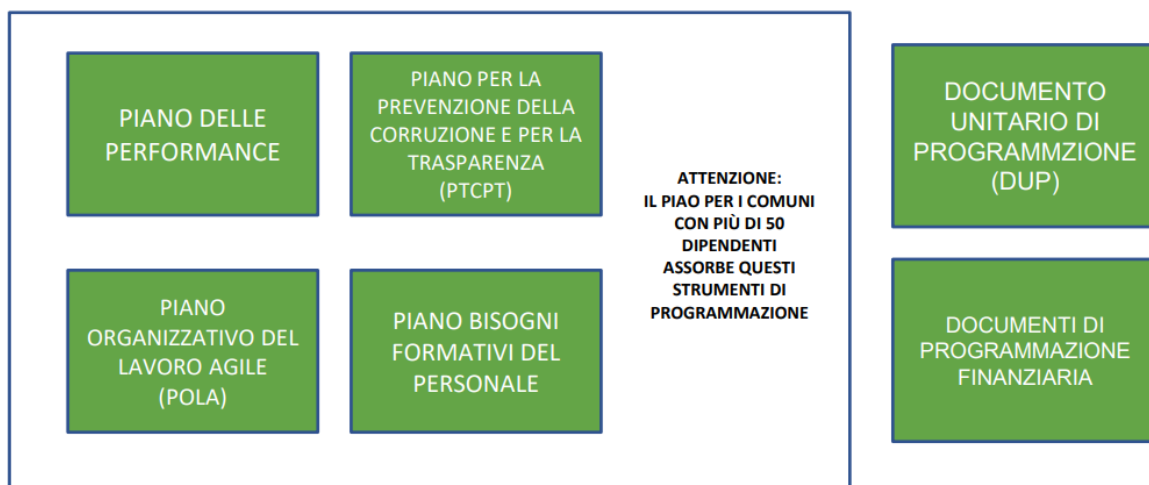 PIANO DELLE
PERFORMANCE
PIANO PER LA
PREVENZIONE DELLA
CORRUZIONE E PER LA
TRASPARENZA
(PTCPT)
PIANO
ORGANIZZATIVO DEL
LAVORO AGILE
(POLA)
PIANO BISOGNI
FORMATIVI DEL
PERSONALE
ATTENZIONE:
IL PIAO PER I COMUNI
CON PIÙ DI 50
DIPENDENTI
ASSORBE QUESTI
STRUMENTI DI
PROGRAMMAZIONE
DOCUMENTO
UNITARIO DI
PROGRAMMZIONE
(DUP)
DOCUMENTI DI
PROGRAMMAZIONE
FINANZIARIA